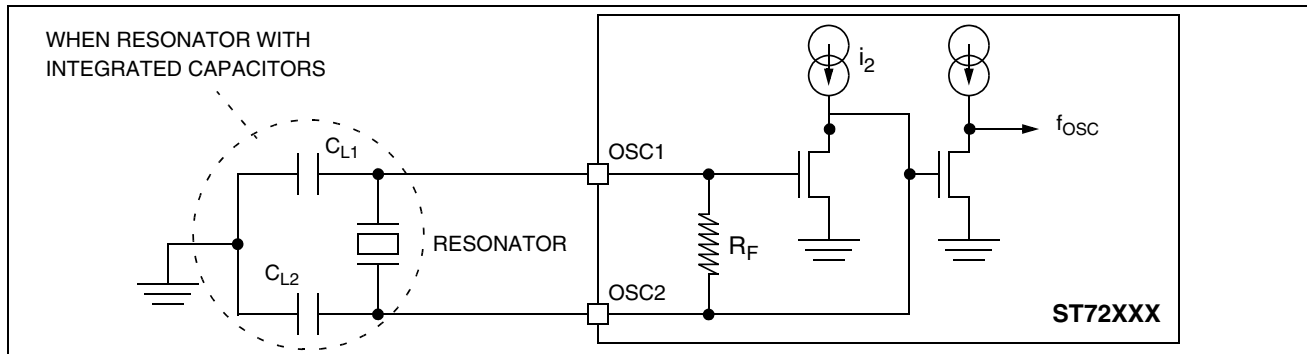 WHEN RESONATOR WITH
INTEGRATED CAPACITORS
i2
CL1
OSC1
fOSC
RESONATOR
RF
CL2
OSC2
ST72XXX